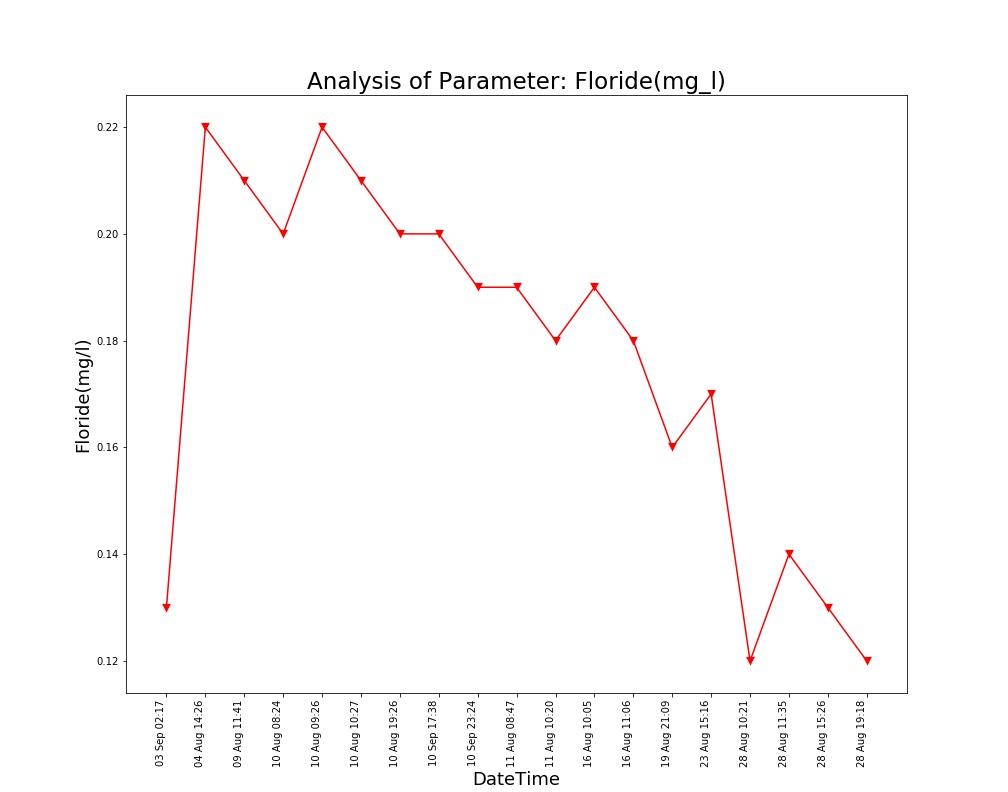 Analysis of Parameter: Floride(mg_l)
Floride(mg/l)
0.22
0.20
0.18
0.16
0.14
0.12
03 Sep 02:17
04 Aug 14:26
09 Aug 11:41
10 Aug 08:24
10 Aug 09:26
10 Aug 10:27
10 Aug 19:26
10 Sep 17:38
10 Sep 23:24
11 Aug 08:47
11 Aug 10:20
16 Aug 10:05
16 Aug 11:06
19 Aug 21:09
23 Aug 15:16
28 Aug 10:21
28 Aug 11:35
28 Aug 15:26
28 Aug 19:18
DateTime